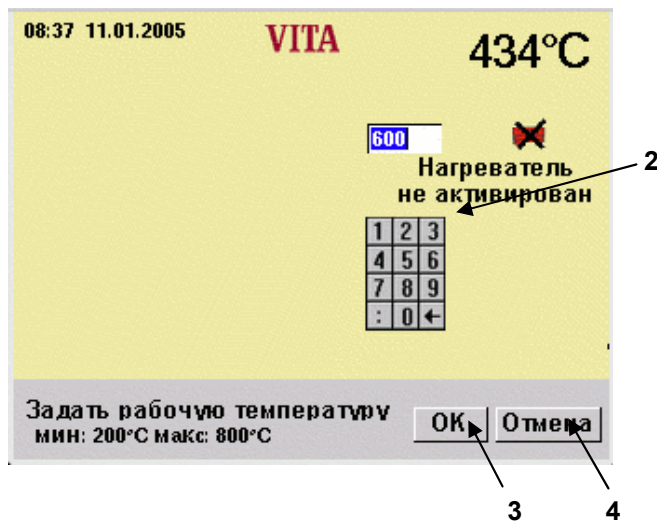 08:37 11.01.2005
VITA
434°C
600
Нагреватель
не активирован
2
1 2 3
4 5 6
7 8 9
: 0 ←
Задать рабочую температуру
мин: 200°C макс: 800°C
OK
Отмена
3
4